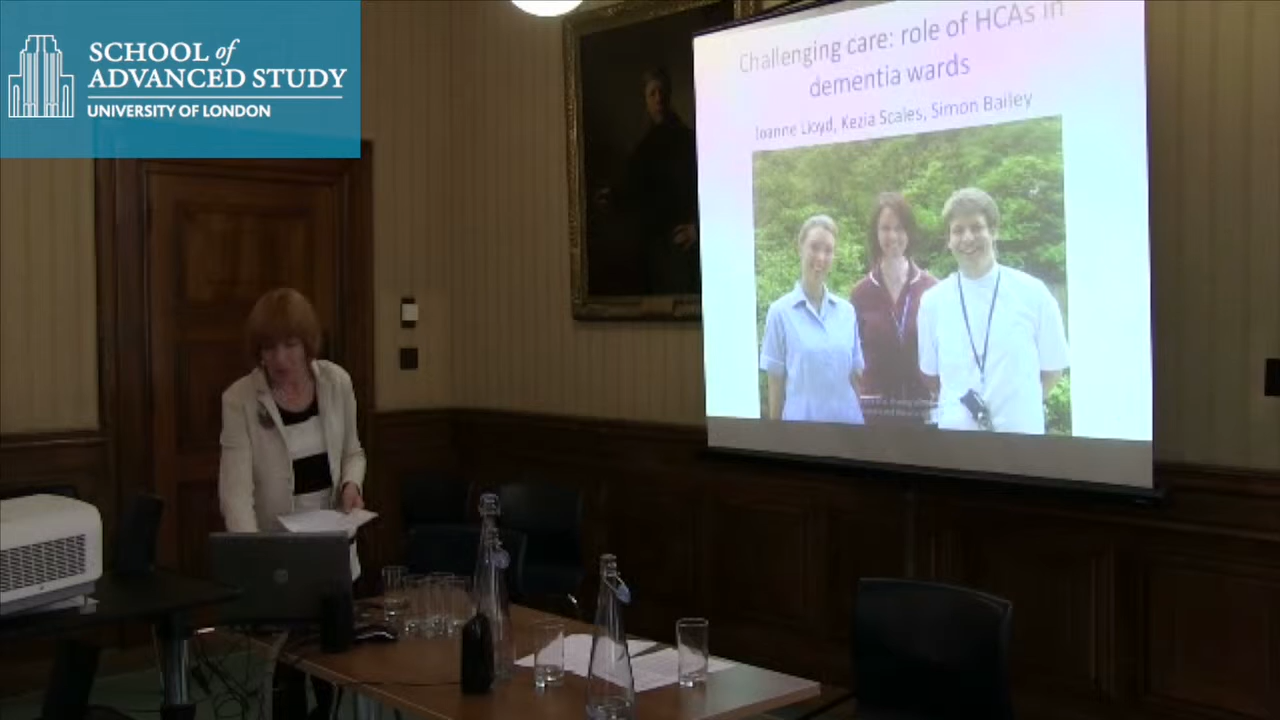 SCHOOL of
ADVANCED STUDY
UNIVERSITY OF LONDON
Challenging care: role of HCAs in
dementia wards
Joanne Lloyd, Kezia Scales, Simon Bailey